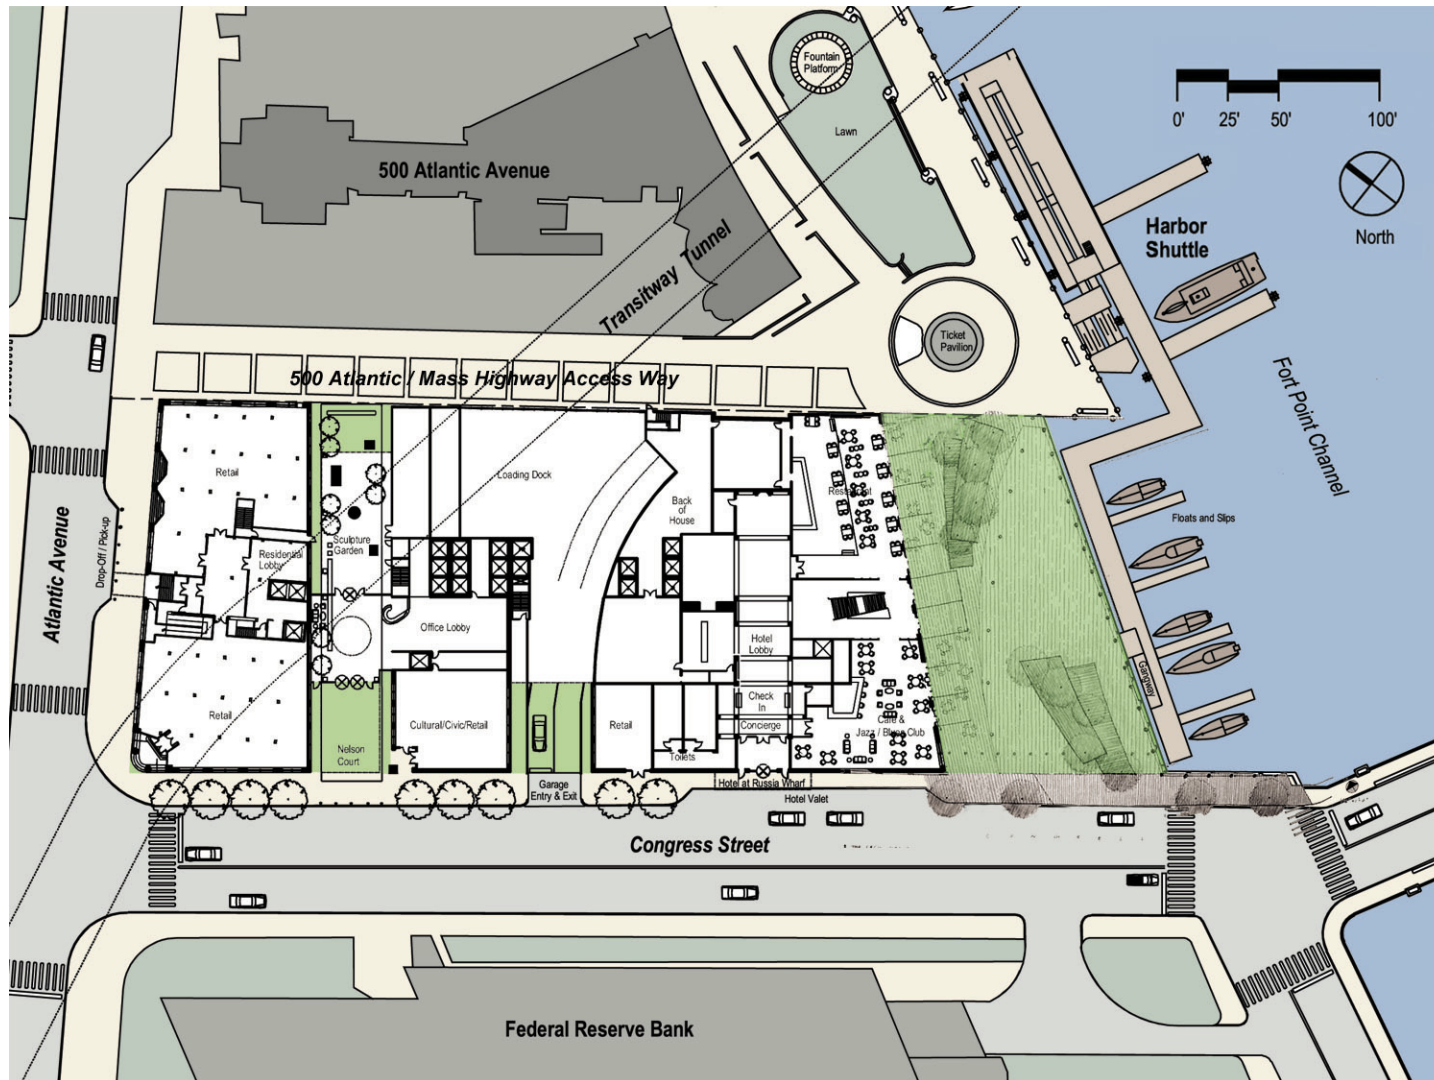 Fountain
Platform
Lawn
0' 25' 50' 100'
North
500 Atlantic Avenue
Harbor
Shuttle
Transitway Tunnel
Ticket
Pavilion
500 Atlantic / Mass Highway Access Way
Fort Point Channel
Retail
Loading Dock
Restaurant
Back
of
House
Floats and Slips
Atlantic Avenue
Drop-Off / Pick-up
Sculpture
Garden
Residential
Lobby
Office Lobby
Hotel
Lobby
Gangway
Check
In
Retail
Cultural/Civic/Retail
Retail
Concierge
Cafe &
Jazz / Blues Club
Nelson
Court
Toilets
Garage
Entry & Exit
Hotel at Russia Wharf
Hotel Valet
Congress Street
Federal Reserve Bank